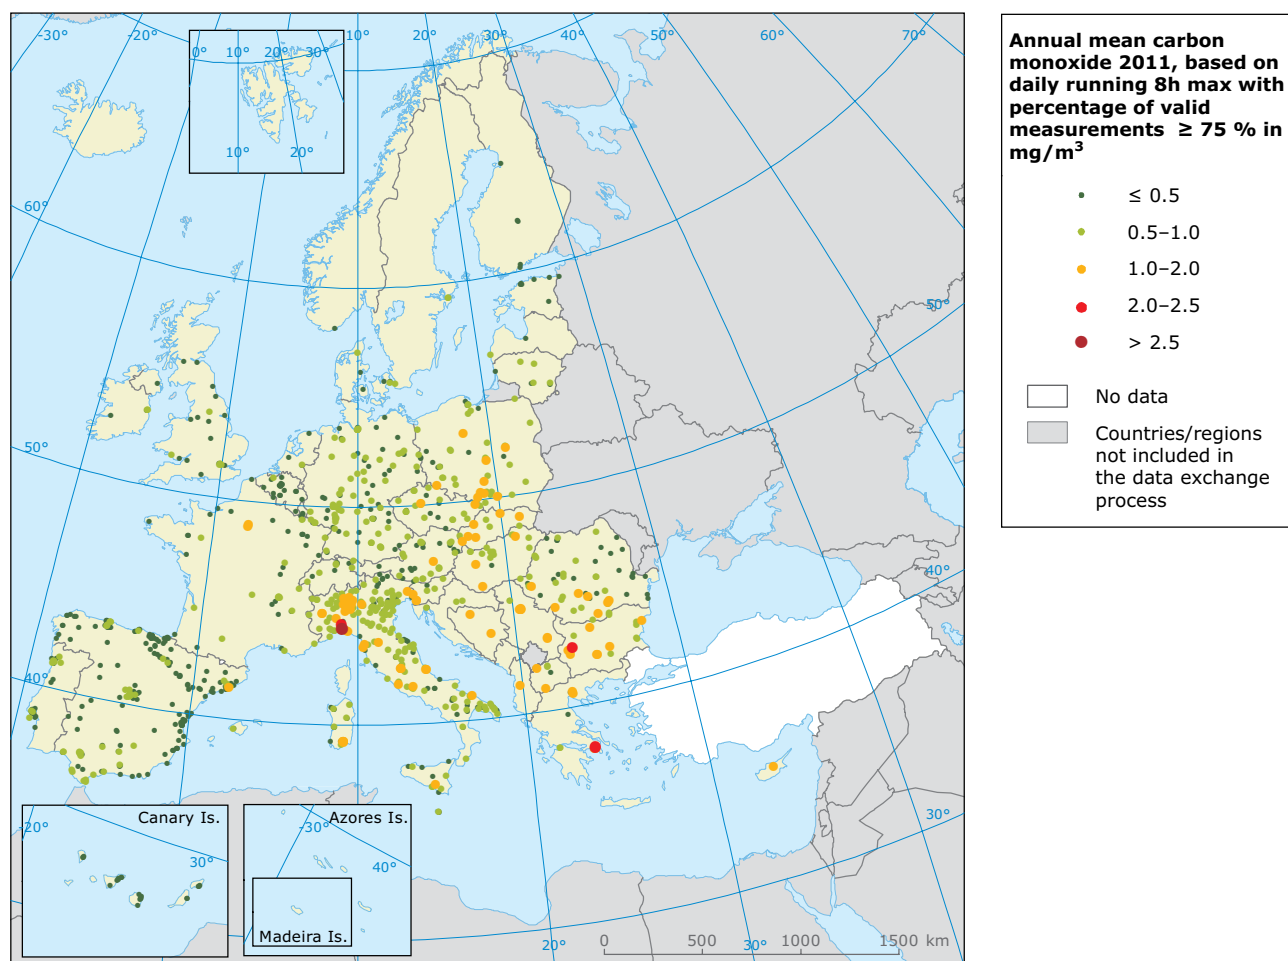 -30°
-20°
10°
20°
30°
60°
70°
0° 10° 20° 30°
10°
20°
60°
40°
50°
50°
40°
40°
30°
Canary Is.
-20°
30°
Azores Is.
-30°
40°
Madeira Is.
20°
30°
0 500 1000 1500 km
Annual mean carbon
monoxide 2011, based on
daily running 8h max with
percentage of valid
measurements ≥ 75 % in
mg/m³
≤ 0.5
0.5–1.0
1.0–2.0
2.0–2.5
> 2.5
No data
Countries/regions
not included in
the data exchange
process